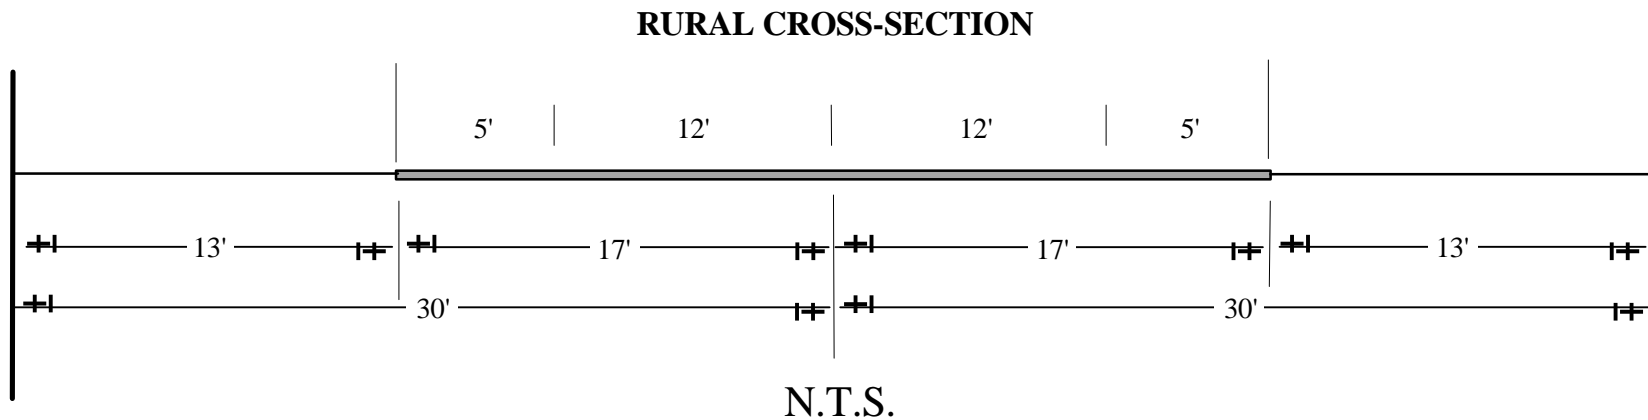 RURAL CROSS-SECTION
5' 12' 12' 5'
13' 17' 17' 13'
30' 30'
N.T.S.